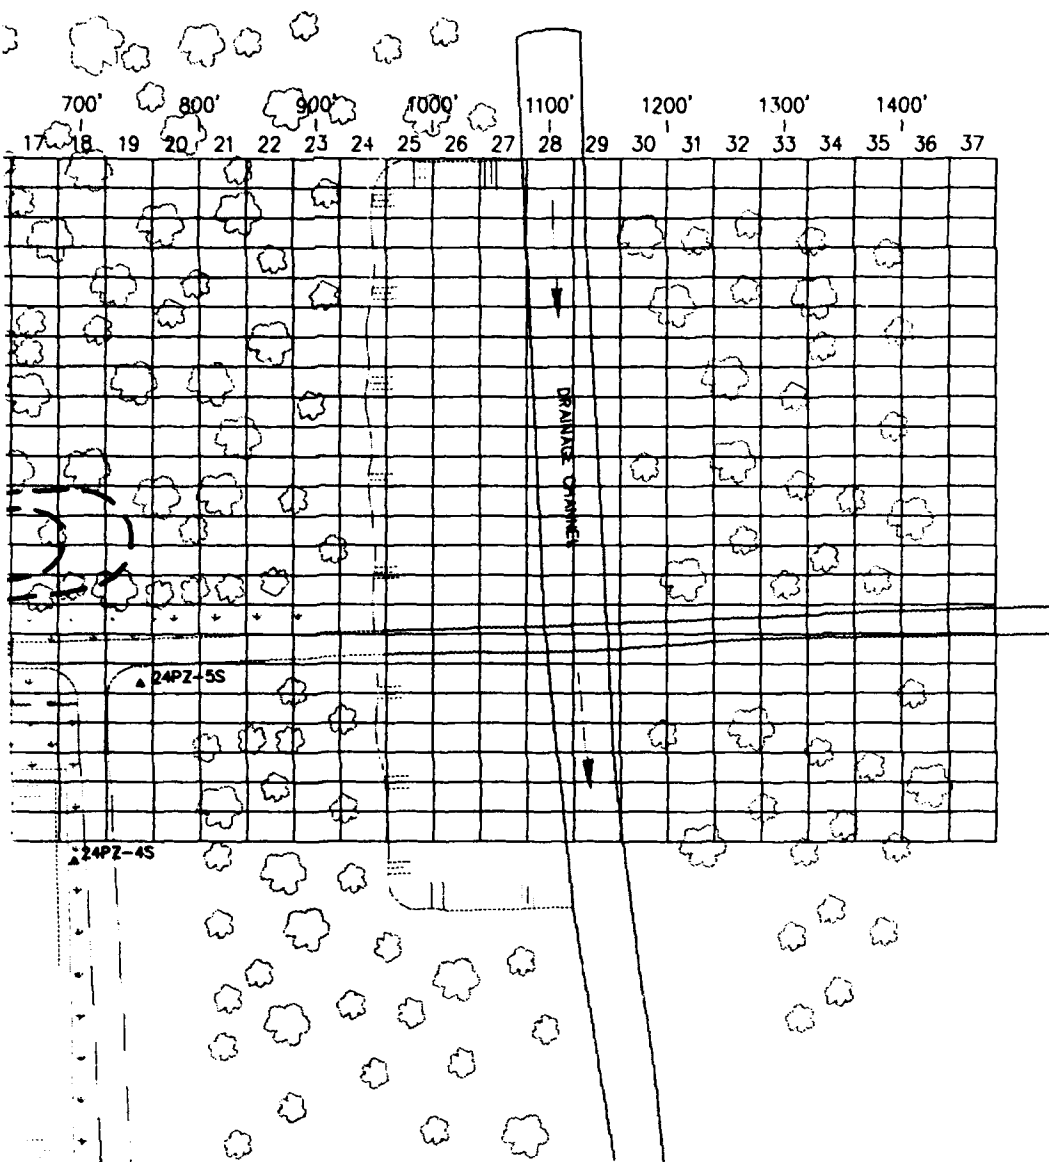 700' 800' 900' 1000' 1100' 1200' 1300' 1400'
17 18 19 20 21 22 23 24 25 26 27 28 29 30 31 32 33 34 35 36 37
DRAINAGE CHANNEL
24PZ-5S
24PZ-4S